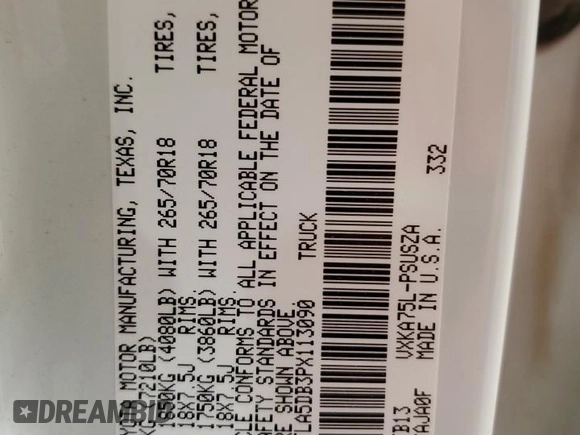 MOTOR MANUFACTURING, TEXAS, INC.
(7210LB)
(4080LB) WITH 265/70R18 TIRES,
18X7.5J RIMS,
1750KG (3860LB) WITH 265/70R18 TIRES,
18X7.5J RIMS.
CONFORMS TO ALL APPLICABLE FEDERAL MOTOR
STANDARDS IN EFFECT ON THE DATE OF
SHOWN ABOVE.
LA5DB3PX113090 TRUCK
VXKA75L-PSUSZA 332
MADE IN U.S.A.
DREAMBID